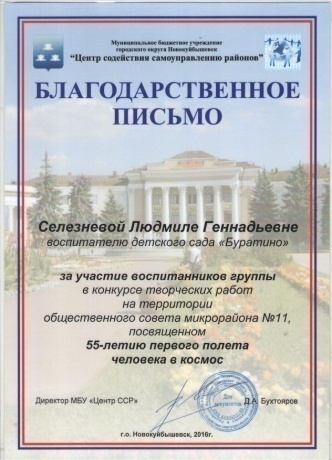 Муниципальное бюджетное учреждение
городского округа Новокуйбышевск
"Центр содействия самоуправлению районов"
БЛАГОДАРСТВЕННОЕ
ПИСЬМО
Селезневой Людмиле Геннадьевне
воспитателю детского сада «Буратино»
за участие воспитанников группы
в конкурсе творческих работ
на территории
общественного совета микрорайона №11,
посвященном
55-летию первого полета
человека в космос
Директор МБУ «Центр ССР»
Д.А. Бухтояров
г.о. Новокуйбышевск, 2016г.